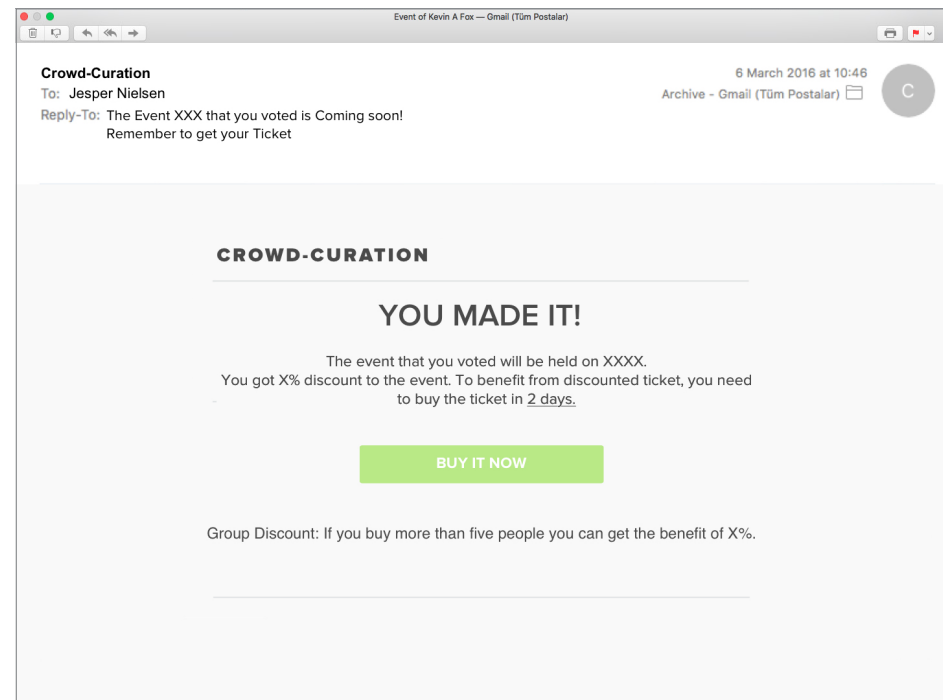 Event of Kevin A Fox — Gmail (Tüm Postalar)
Crowd-Curation
6 March 2016 at 10:46
To: Jesper Nielsen
Archive - Gmail (Tüm Postalar)
C
Reply-To: The Event XXX that you voted is Coming soon!
Remember to get your Ticket
CROWD-CURATION
YOU MADE IT!
The event that you voted will be held on XXXX.
You got X% discount to the event. To benefit from discounted ticket, you need
to buy the ticket in 2 days.
BUY IT NOW
Group Discount: If you buy more than five people you can get the benefit of X%.